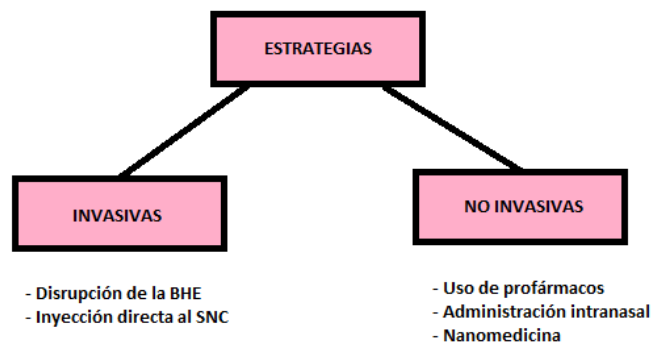 ESTRATEGIAS
INVASIVAS
NO INVASIVAS
- Disrupción de la BHE
- Inyección directa al SNC
- Uso de profármacos
- Administración intranasal
- Nanomedicina